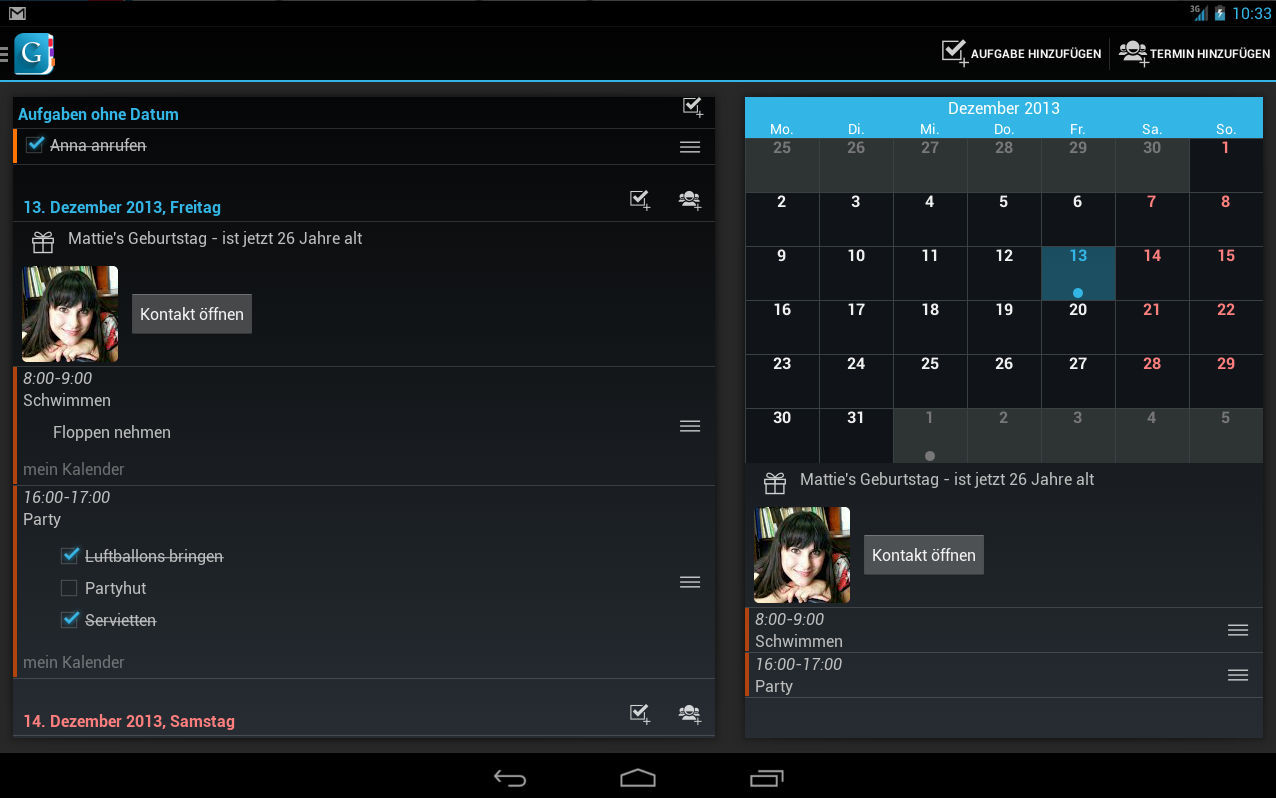 3G 10:33
G
AUFGABE HINZUFÜGEN
TERMIN HINZUFÜGEN
Aufgaben ohne Datum
Anna anrufen
13. Dezember 2013, Freitag
Mattie's Geburtstag - ist jetzt 26 Jahre alt
Kontakt öffnen
8:00-9:00
Schwimmen
Floppen nehmen
mein Kalender
16:00-17:00
Party
Luftballons bringen
Partyhut
Servietten
mein Kalender
14. Dezember 2013, Samstag
Dezember 2013
Mo. Di. Mi. Do. Fr. Sa. So.
25 26 27 28 29 30 1
2 3 4 5 6 7 8
9 10 11 12 13 14 15
16 17 18 19 20 21 22
23 24 25 26 27 28 29
30 31 1 2 3 4 5
Mattie's Geburtstag - ist jetzt 26 Jahre alt
Kontakt öffnen
8:00-9:00
Schwimmen
16:00-17:00
Party